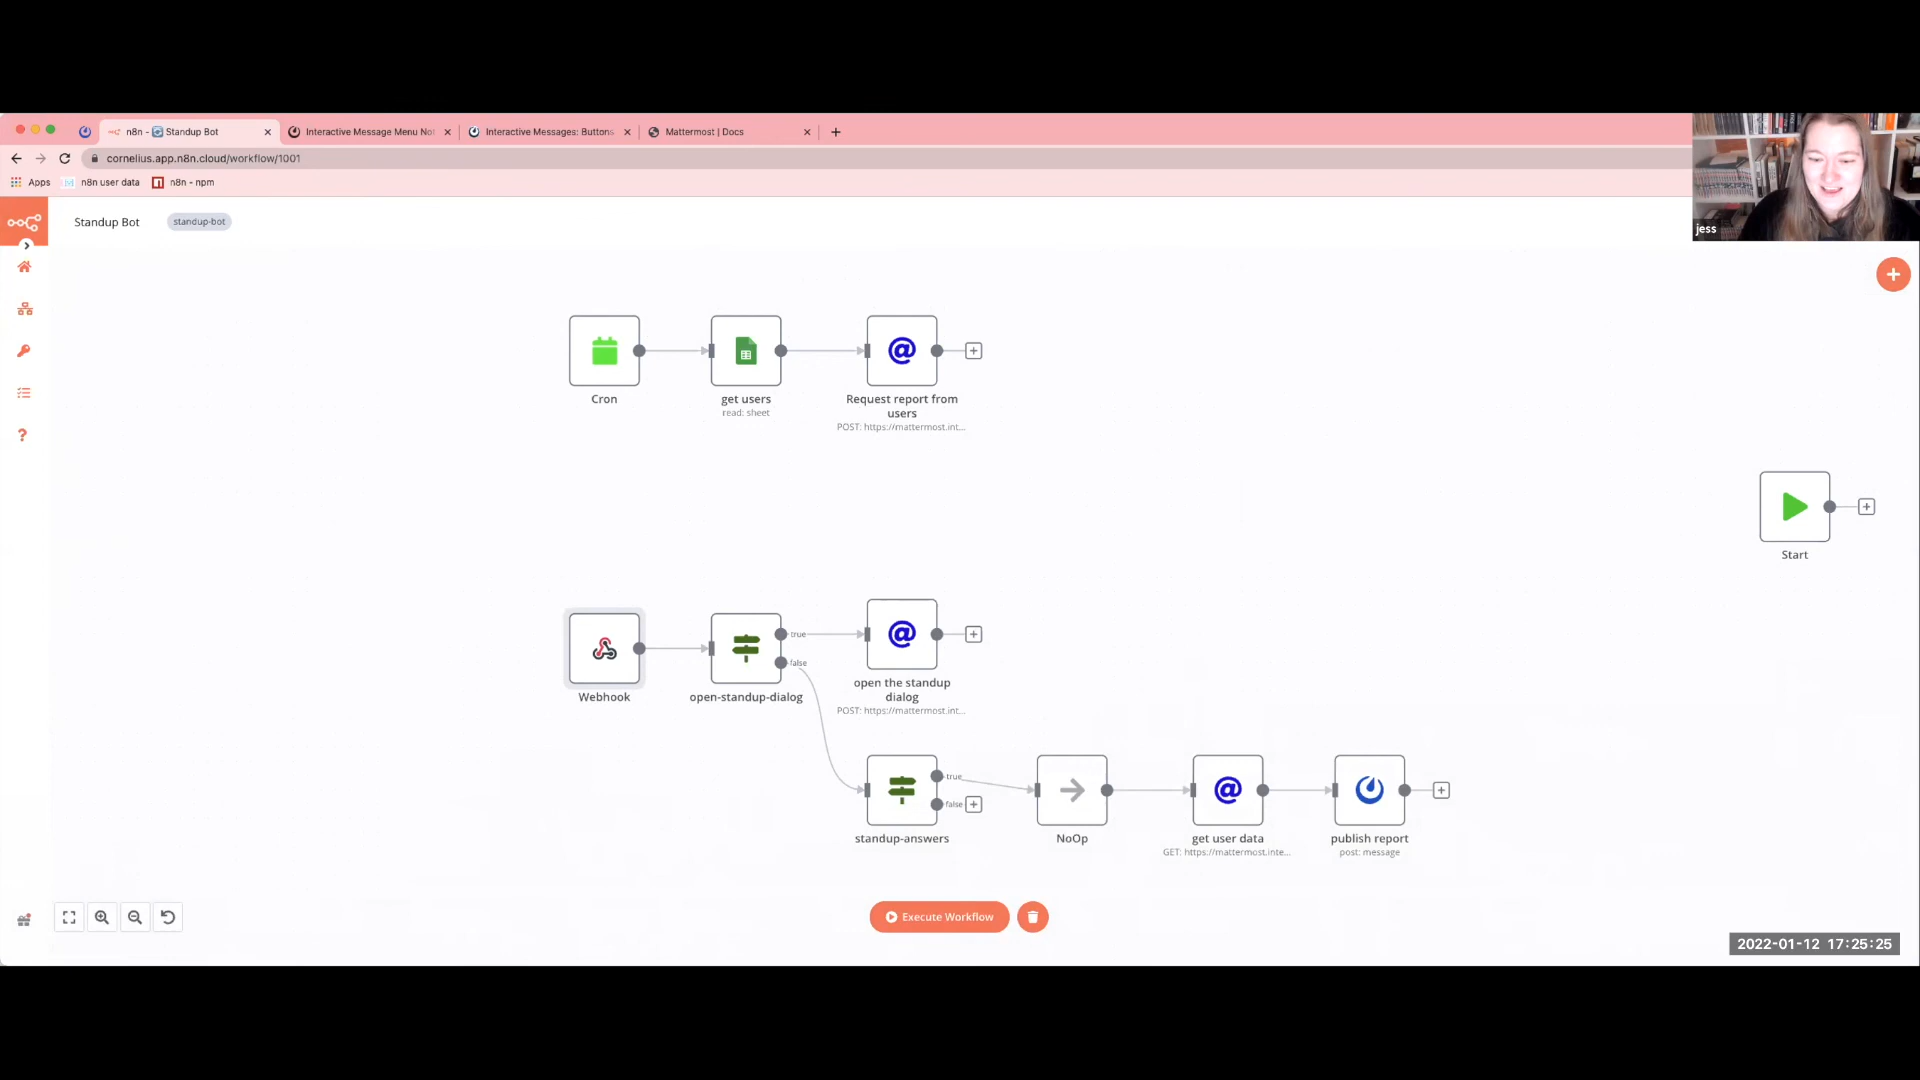 n8n - Standup Bot
Interactive Message Menu Not
Interactive Messages: Buttons
Mattermost | Docs
cornelius.app.n8n.cloud/workflow/1001
Apps
n8n user data
n8n - npm
jess
Standup Bot
standup-bot
Cron
get users
read: sheet
Request report from
users
POST: https://mattermost.int...
Start
Webhook
true
false
open-standup-dialog
open the standup
dialog
POST: https://mattermost.int...
true
false
standup-answers
NoOp
get user data
GET: https://mattermost.inte...
publish report
post: message
Execute Workflow
2022-01-12 17:25:25